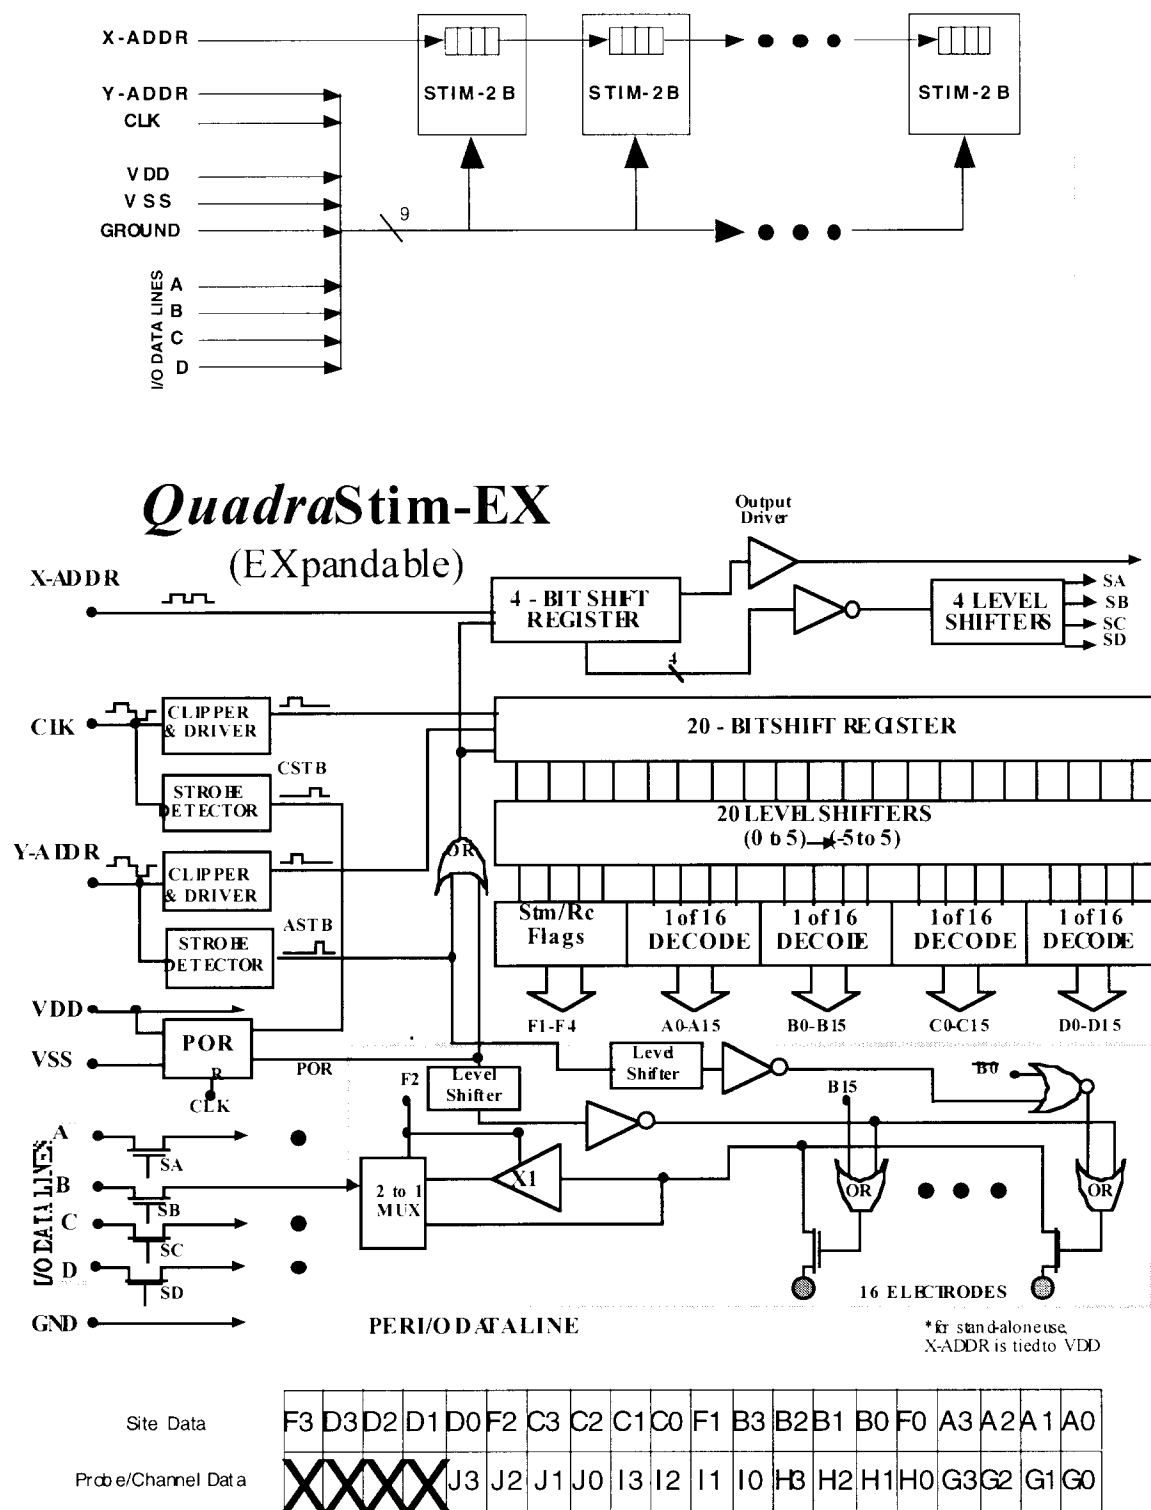 X-ADDR
STIM-2B STIM-2B STIM-2B
Y-ADDR
CLK
VDD
VSS
GROUND
9
I/O DATA LINES
A
B
C
D
QuadraStim-EX
(EXpandable)
Output
Driver
X-ADDR
4 - BIT SHIFT
REGISTER
4
4 LEVEL
SHIFTERS
SA
SB
SC
SD
CLK
CLIPPER
& DRIVER
20 - BIT SHIFT REGISTER
CSTB
STROBE
DETECTOR
20 LEVEL SHIFTERS
(0 to 5) (-5 to 5)
Y-ADDR
CLIPPER
& DRIVER
OR
ASTB
STROBE
DETECTOR
Stm/Rc
Flags
1 of 16
DECODE
1 of 16
DECODE
1 of 16
DECODE
1 of 16
DECODE
F1-F4 A0-A15 B0-B15 C0-C15 D0-D15
VDD
VSS
POR
R
CLK
POR
F2
Level
Shifter
Level
Shifter
B15
B0
I/O DATA LINES
A
SA
B
SB
C
SC
D
SD
GND
2 to 1
MUX
X1
OR
OR
16 ELECTRODES
PER I/O DATA LINE
*for stand-alone use,
X-ADDR is tied to VDD
Site Data F3 D3 D2 D1 D0 F2 C3 C2 C1 C0 F1 B3 B2 B1 B0 F0 A3 A2 A1 A0
Probe/Channel Data X X X X J3 J2 J1 J0 I3 I2 I1 I0 H3 H2 H1 H0 G3 G2 G1 G0